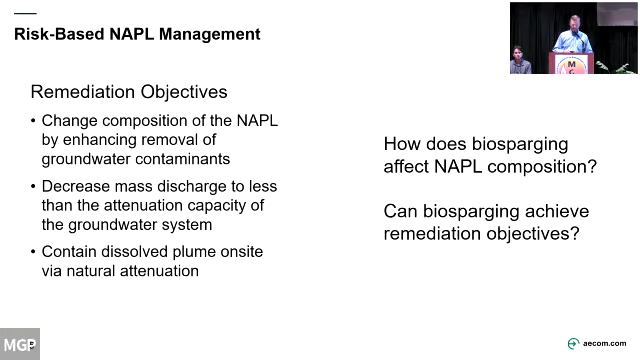 Risk-Based NAPL Management
Remediation Objectives
• Change composition of the NAPL
by enhancing removal of
groundwater contaminants
• Decrease mass discharge to less
than the attenuation capacity of
the groundwater system
• Contain dissolved plume onsite
via natural attenuation
How does biosparging
affect NAPL composition?
Can biosparging achieve
remediation objectives?
M
G
MGP
aecom.com